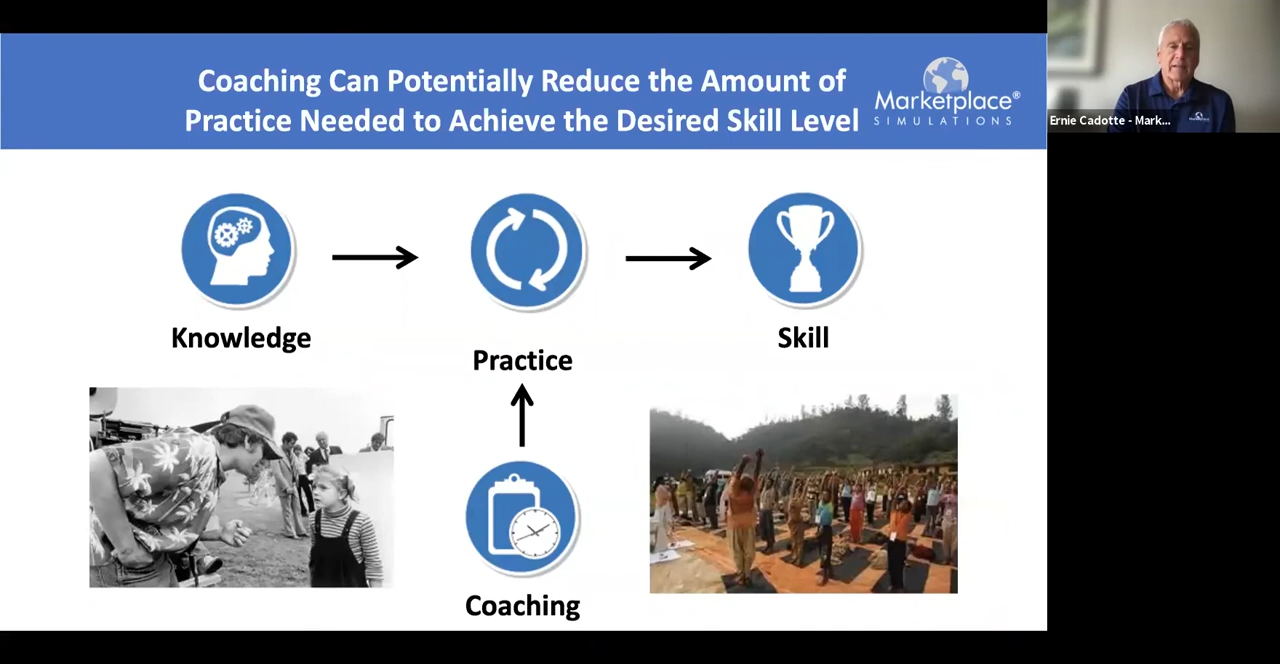 Coaching Can Potentially Reduce the Amount of
Practice Needed to Achieve the Desired Skill Level
Marketplace®
SIMULATIONS
Ernie Cadotte - Mark...
Knowledge
Practice
Skill
Coaching